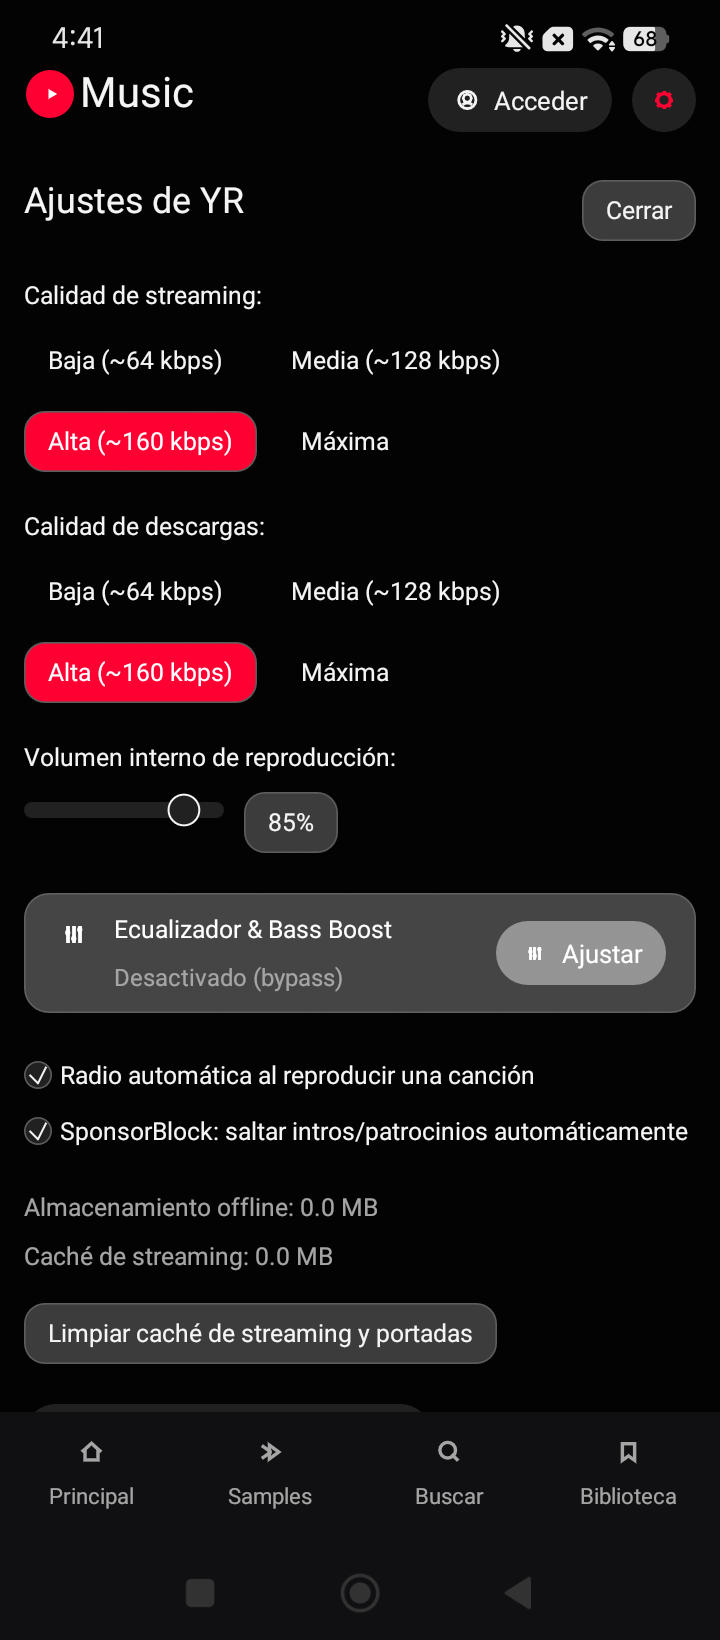 4:41
68
Music
Acceder
Ajustes de YR
Cerrar
Calidad de streaming:
Baja (~64 kbps)
Media (~128 kbps)
Alta (~160 kbps)
Máxima
Calidad de descargas:
Baja (~64 kbps)
Media (~128 kbps)
Alta (~160 kbps)
Máxima
Volumen interno de reproducción:
85%
Ecualizador & Bass Boost
Desactivado (bypass)
Ajustar
Radio automática al reproducir una canción
SponsorBlock: saltar intros/patrocinios automáticamente
Almacenamiento offline: 0.0 MB
Caché de streaming: 0.0 MB
Limpiar caché de streaming y portadas
Principal
Samples
Buscar
Biblioteca